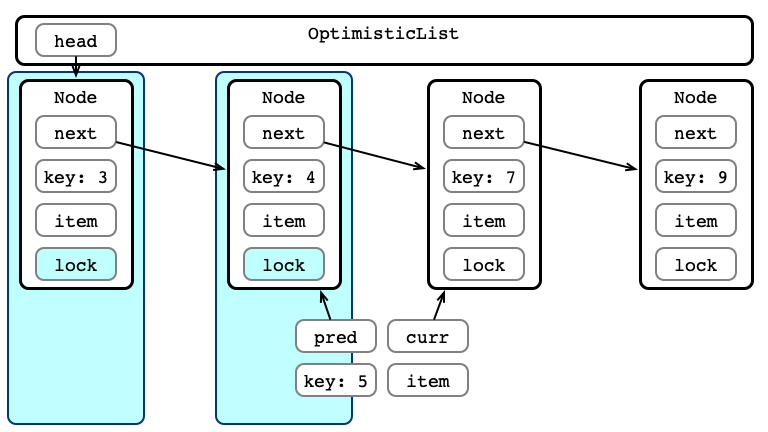 OptimisticList
head
Node
next
key: 3
item
lock
Node
next
key: 4
item
lock
Node
next
key: 7
item
lock
Node
next
key: 9
item
lock
pred
key: 5
curr
item